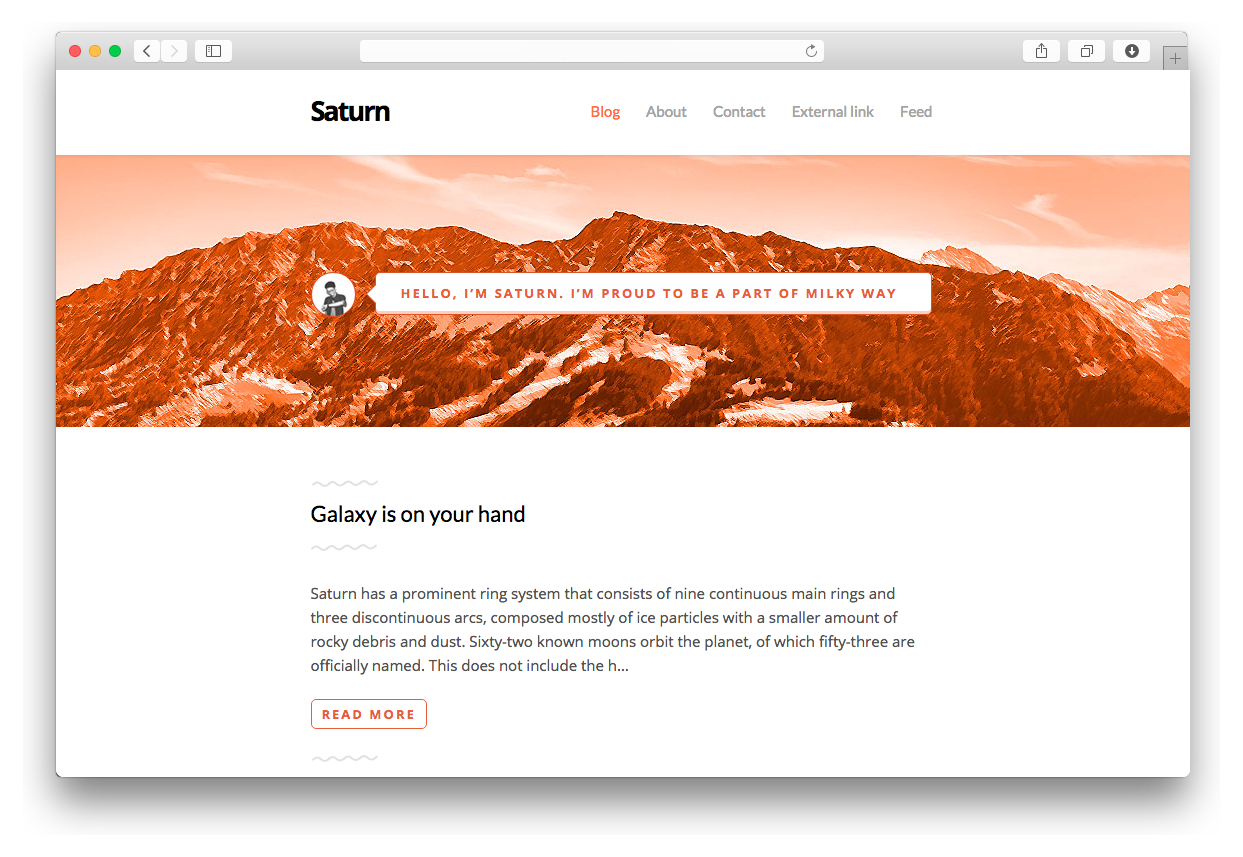 Saturn
Blog About Contact External link Feed
HELLO, I’M SATURN. I’M PROUD TO BE A PART OF MILKY WAY
Galaxy is on your hand
Saturn has a prominent ring system that consists of nine continuous main rings and
three discontinuous arcs, composed mostly of ice particles with a smaller amount of
rocky debris and dust. Sixty-two known moons orbit the planet, of which fifty-three are
officially named. This does not include the h...
READ MORE